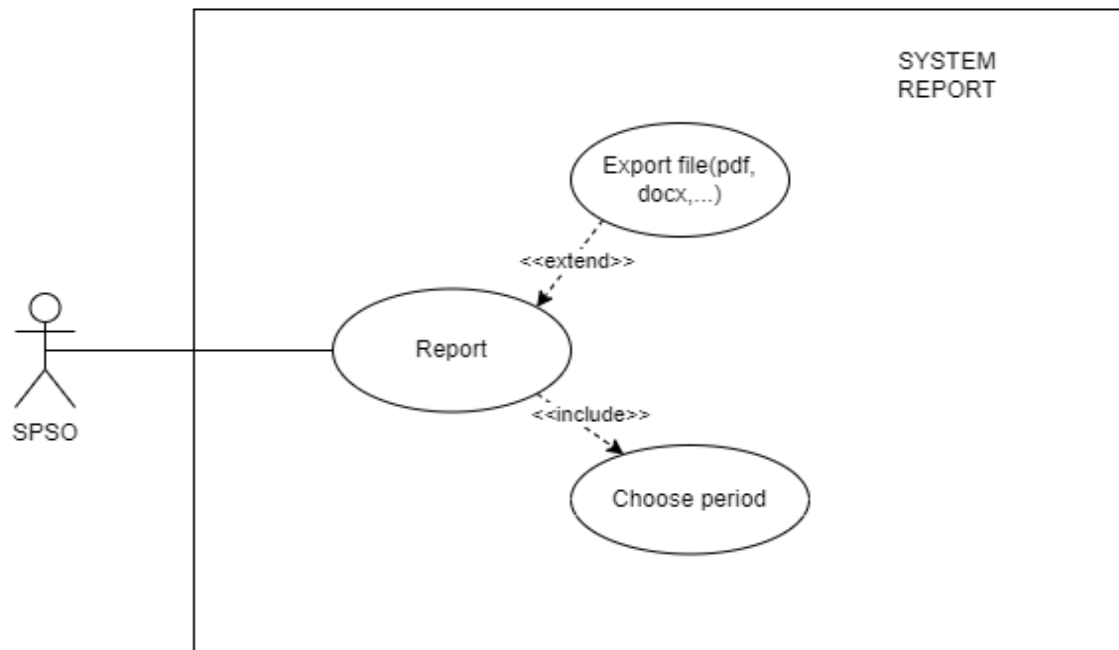 SYSTEM
REPORT
Export file(pdf,
docx,...)
<<extend>>
Report
<<include>>
SPSO
Choose period